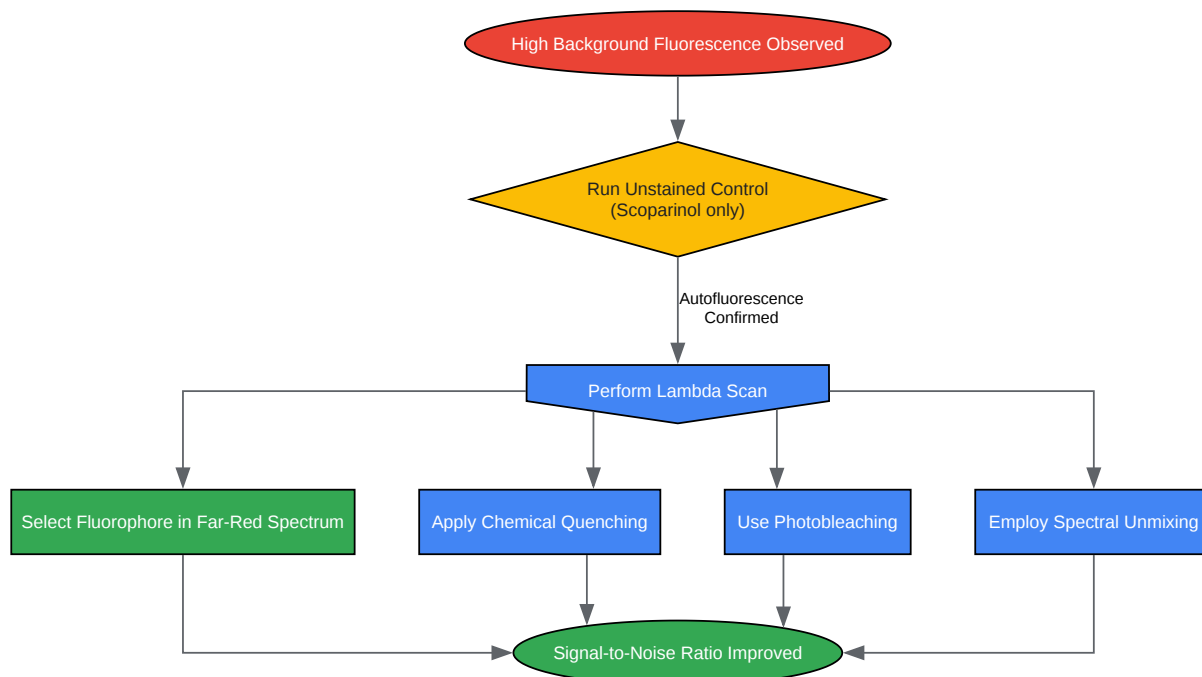 High Background Fluorescence Observed
Run Unstained Control
(Scoparinol only)
Autofluorescence
Confirmed
Perform Lambda Scan
Select Fluorophore in Far-Red Spectrum
Apply Chemical Quenching
Use Photobleaching
Employ Spectral Unmixing
Signal-to-Noise Ratio Improved